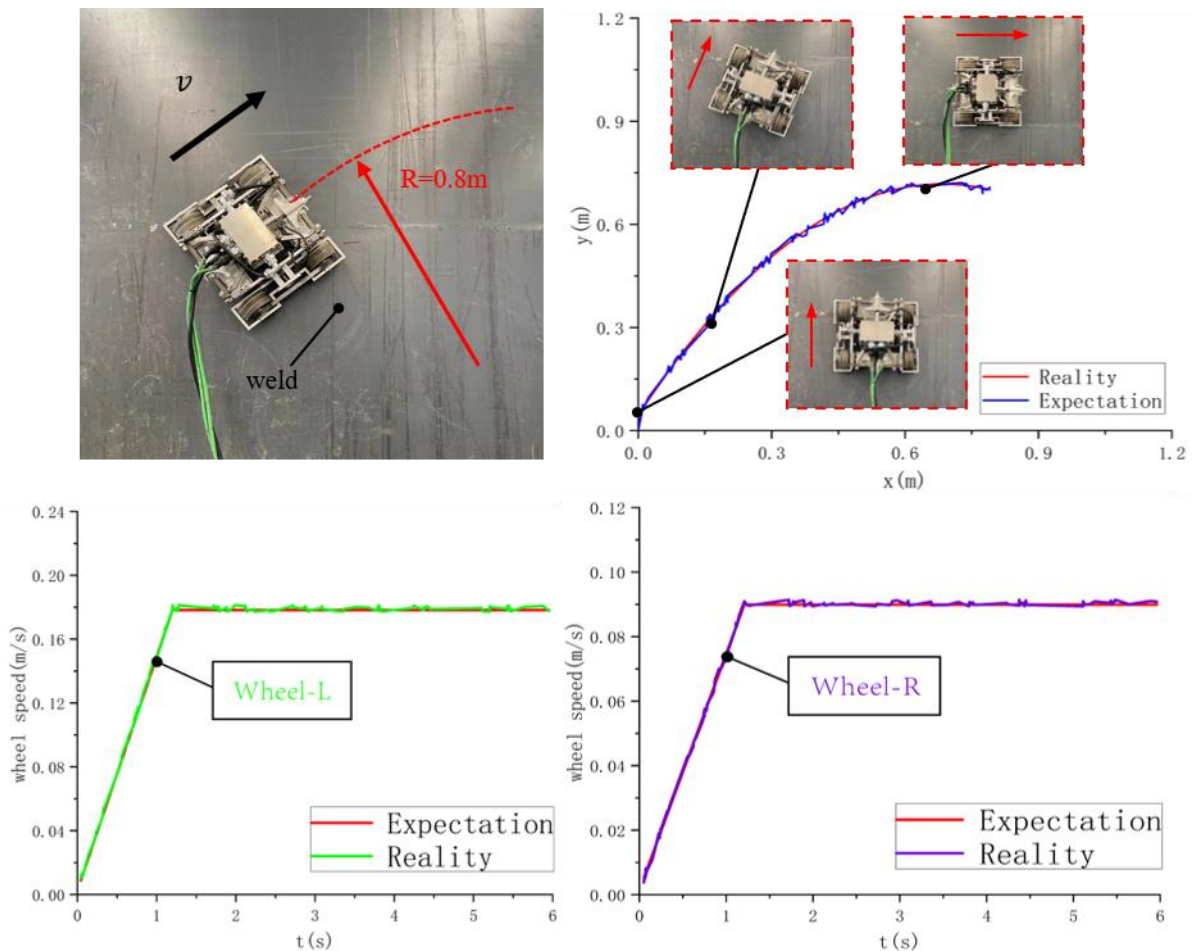 v
R=0.8m
weld
1.2
0.9
0.6
0.3
0.0
y(m)
0.0 0.3 0.6 0.9 1.2
x(m)
Reality
Expectation
0.24
0.20
0.16
0.12
0.08
0.04
0.00
wheel speed(m/s)
Wheel-L
Expectation
Reality
0 1 2 3 4 5 6
t(s)
0.12
0.10
0.08
0.06
0.04
0.02
0.00
wheel speed(m/s)
Wheel-R
Expectation
Reality
0 1 2 3 4 5 6
t(s)